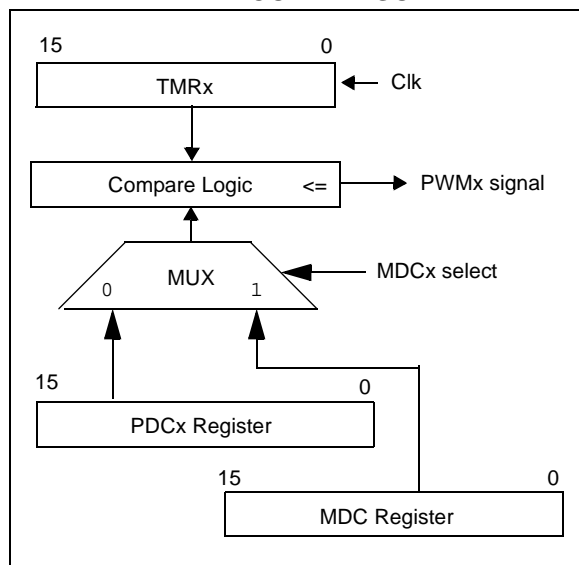 15 0
TMRx
Clk
Compare Logic <=
PWMx signal
MUX
0 1
MDCx select
15 0
PDCx Register
15 0
MDC Register